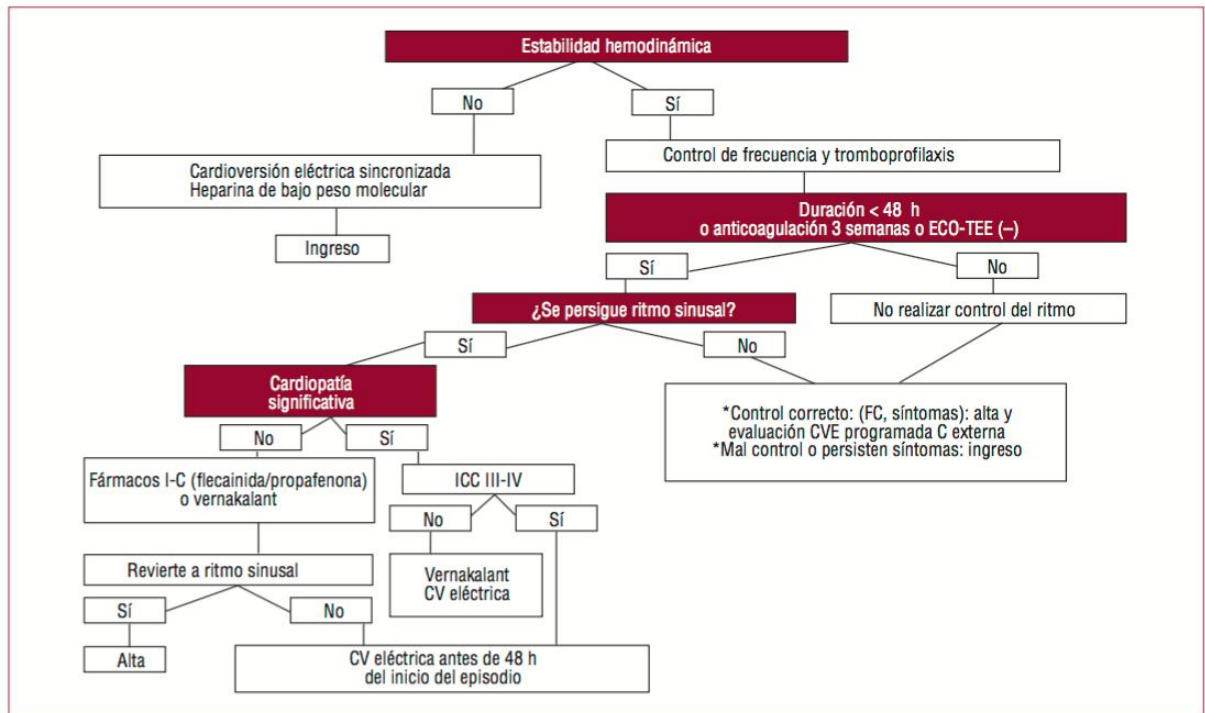 Estabilidad hemodinámica
No
Sí
Cardioversión eléctrica sincronizada
Heparina de bajo peso molecular
Control de frecuencia y tromboprofilaxis
Ingreso
Duración < 48 h
o anticoagulación 3 semanas o ECO-TEE (–)
Sí
No
¿Se persigue ritmo sinusal?
No realizar control del ritmo
Sí
No
Cardiopatía
significativa
*Control correcto: (FC, síntomas): alta y
evaluación CVE programada C externa
*Mal control o persisten síntomas: ingreso
No
Sí
Fármacos I-C (flecainida/propafenona)
o vernakalant
ICC III-IV
No
Sí
Revierte a ritmo sinusal
Vernakalant
CV eléctrica
Sí
No
Alta
CV eléctrica antes de 48 h
del inicio del episodio